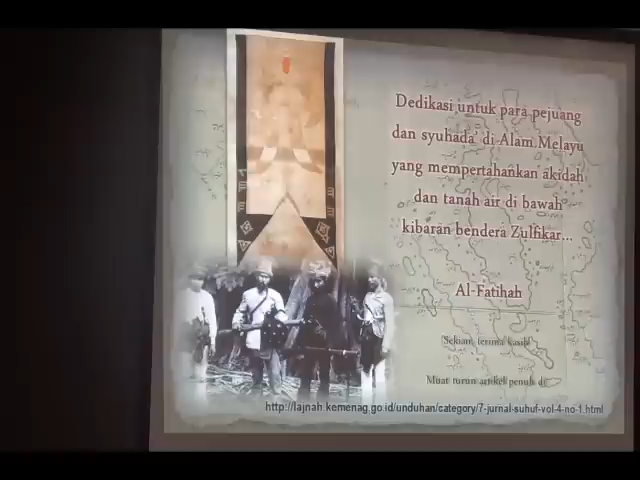 Dedikasi untuk para pejuang
dan syuhada' di Alam Melayu
yang mempertahankan akidah
dan tanah air di bawah
kibaran bendera Zulfikar...
Al-Fatihah
Sekian, terima kasih
Muat turun artikel penuh di
http://lajnah.kemenag.go.id/unduhan/category/7-jurnal-suhuf-vol-4-no-1.html